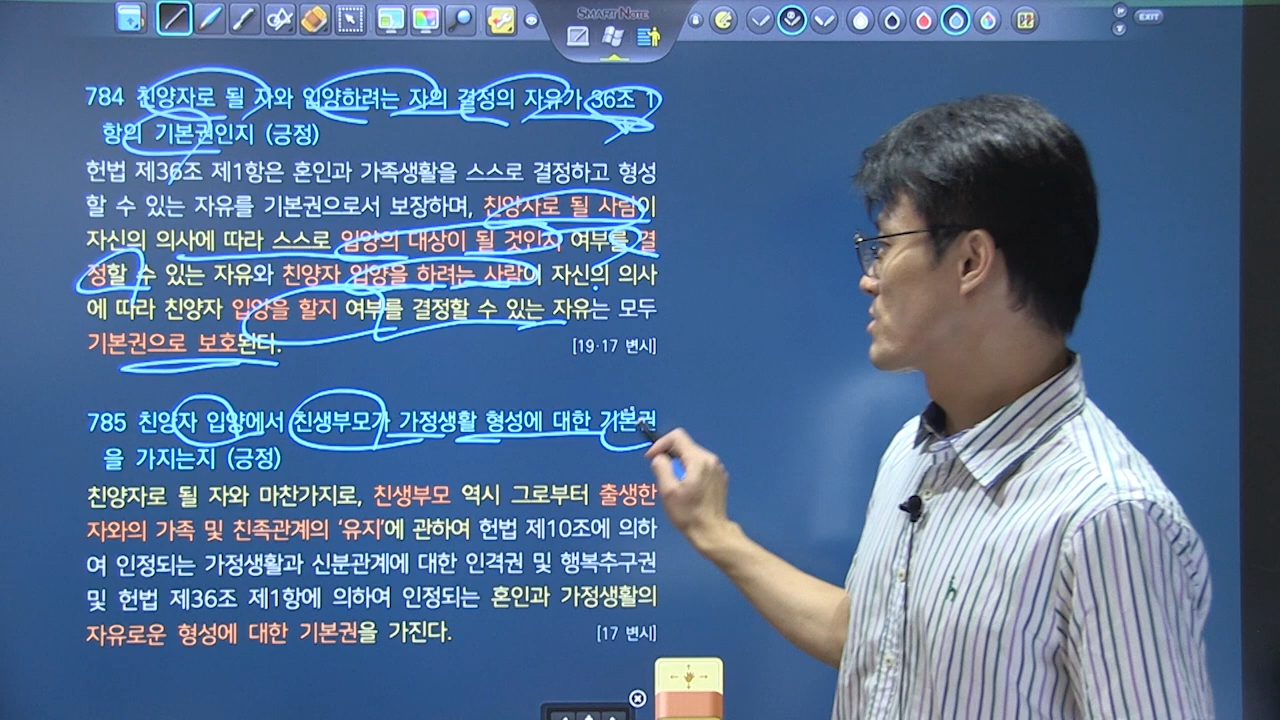 SMART NOTE
EXIT
784 친양자로 될 자와 입양하려는 자의 결정의 자유가 36조 1
항의 기본권인지 (긍정)
헌법 제36조 제1항은 혼인과 가족생활을 스스로 결정하고 형성
할 수 있는 자유를 기본권으로서 보장하며, 친양자로 될 사람이
자신의 의사에 따라 스스로 입양의 대상이 될 것인지 여부를 결
정할 수 있는 자유와 친양자 입양을 하려는 사람이 자신의 의사
에 따라 친양자 입양을 할지 여부를 결정할 수 있는 자유는 모두
기본권으로 보호된다.
[19·17 변시]
785 친양자 입양에서 친생부모가 가정생활 형성에 대한 기본권
을 가지는지 (긍정)
친양자로 될 자와 마찬가지로, 친생부모 역시 그로부터 출생한
자와의 가족 및 친족관계의 '유지'에 관하여 헌법 제10조에 의하
여 인정되는 가정생활과 신분관계에 대한 인격권 및 행복추구권
및 헌법 제36조 제1항에 의하여 인정되는 혼인과 가정생활의
자유로운 형성에 대한 기본권을 가진다.
[17 변시]